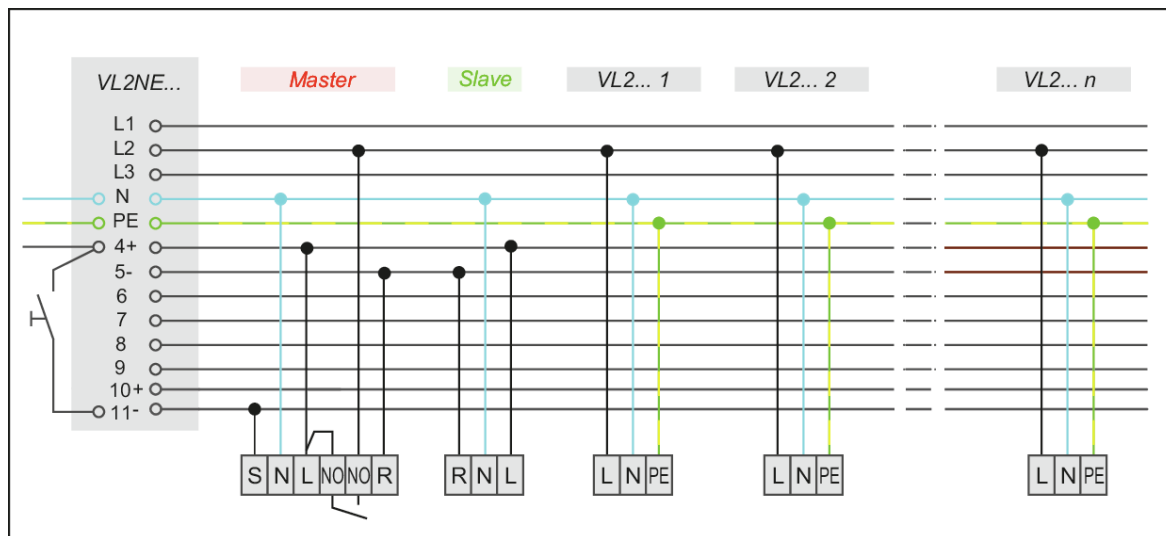 VL2NE...
Master
Slave
VL2... 1
VL2... 2
VL2... n
L1
L2
L3
N
PE
4+
5-
6
7
8
9
10+
11-
S N L NO NO R
R N L
L N PE
L N PE
L N PE